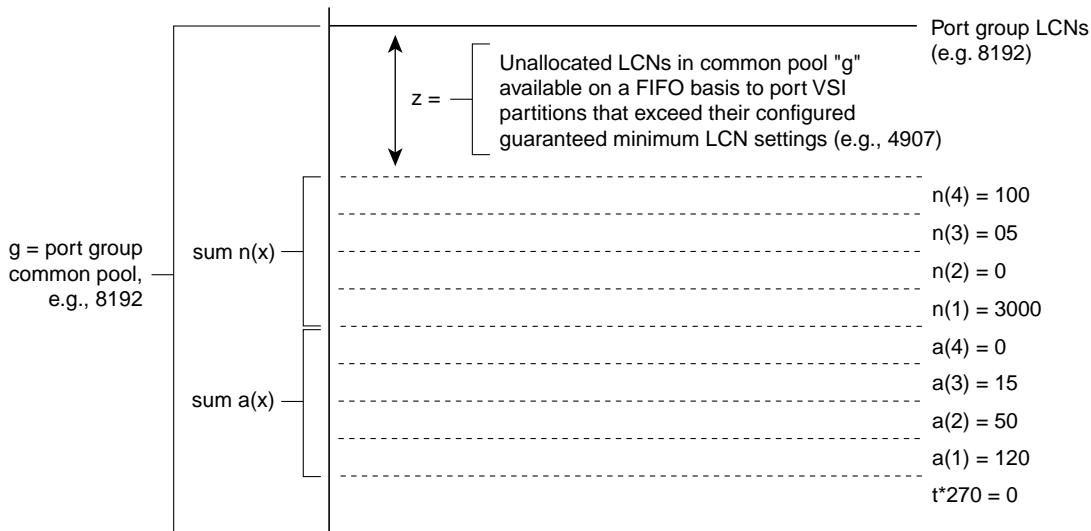 Port group LCNs
(e.g. 8192)
z =
Unallocated LCNs in common pool "g"
available on a FIFO basis to port VSI
partitions that exceed their configured
guaranteed minimum LCN settings (e.g., 4907)
g = port group
common pool,
e.g., 8192
sum n(x)
n(4) = 100
n(3) = 05
n(2) = 0
n(1) = 3000
sum a(x)
a(4) = 0
a(3) = 15
a(2) = 50
a(1) = 120
t*270 = 0